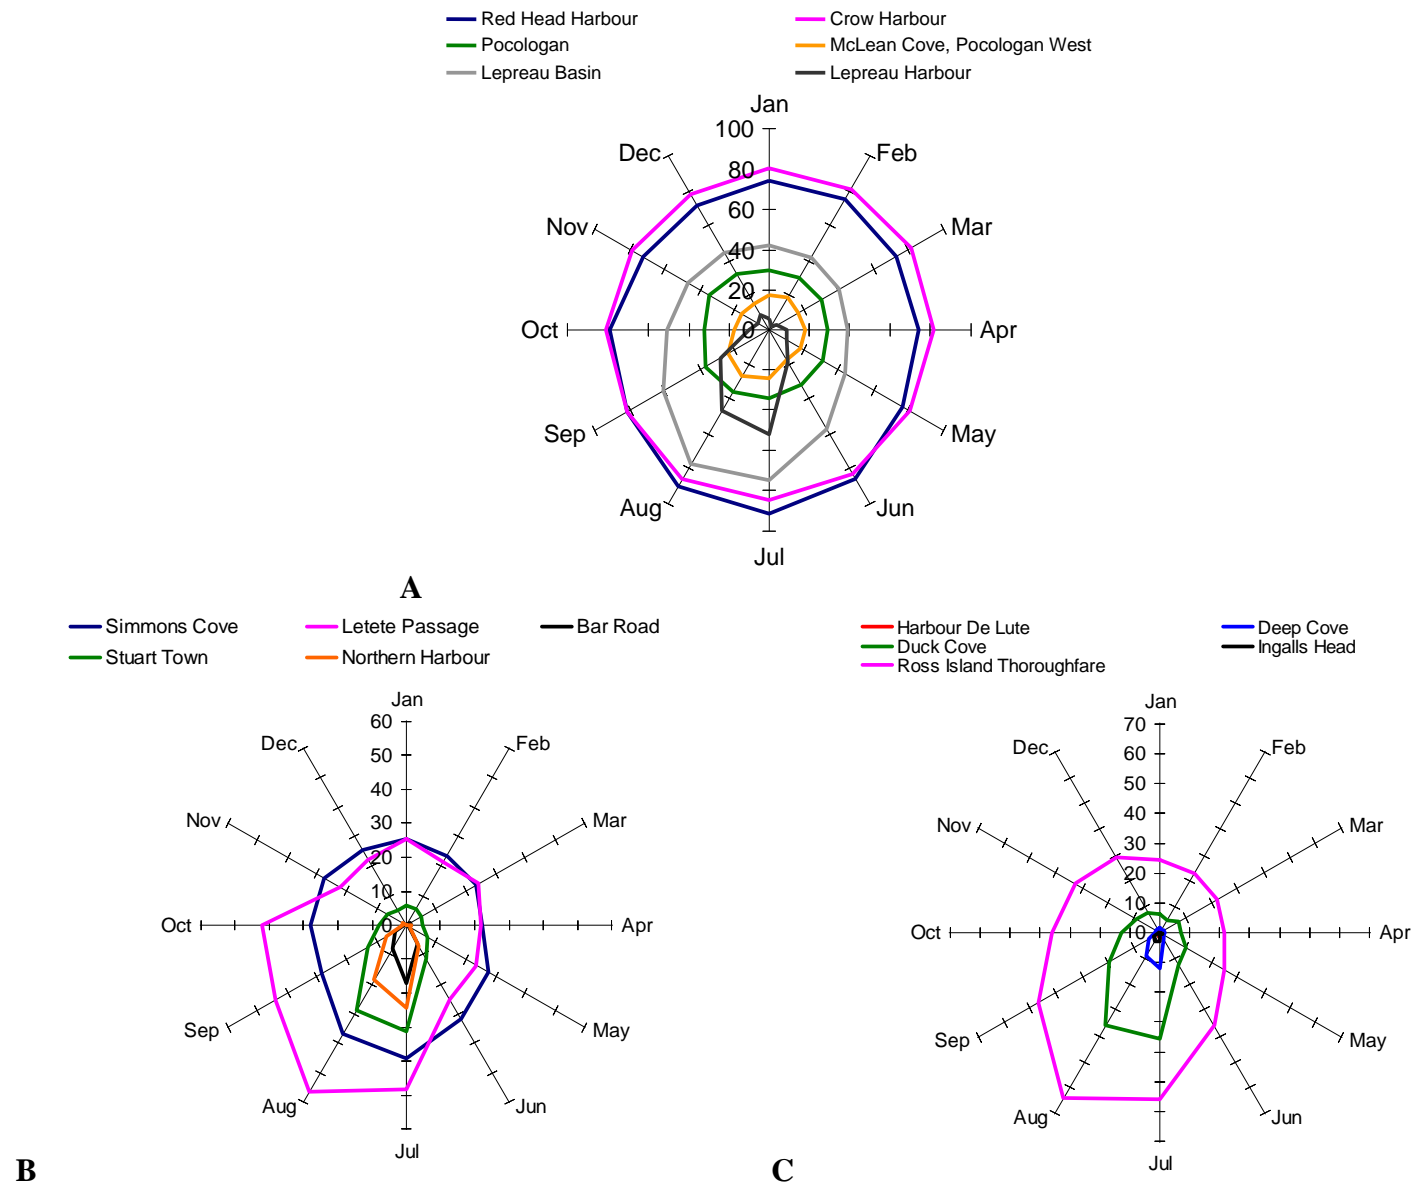 Red Head Harbour Crow Harbour
Pocologan McLean Cove, Pocologan West
Lepreau Basin Lepreau Harbour
Jan
100
Dec Feb
80
60
Nov Mar
40
20
Oct 0 Apr
Sep May
Aug Jun
Jul
A
Simmons Cove Letete Passage Bar Road
Stuart Town Northern Harbour
Jan
60
Dec Feb
50
40
Nov Mar
30
20
10
Oct 0 Apr
Sep May
Aug Jun
Jul
B
Harbour De Lute Deep Cove
Duck Cove Ingalls Head
Ross Island Thoroughfare
Jan
70
Dec Feb
60
50
40
Nov Mar
30
20
10
Oct 0 Apr
Sep May
Aug Jun
Jul
C